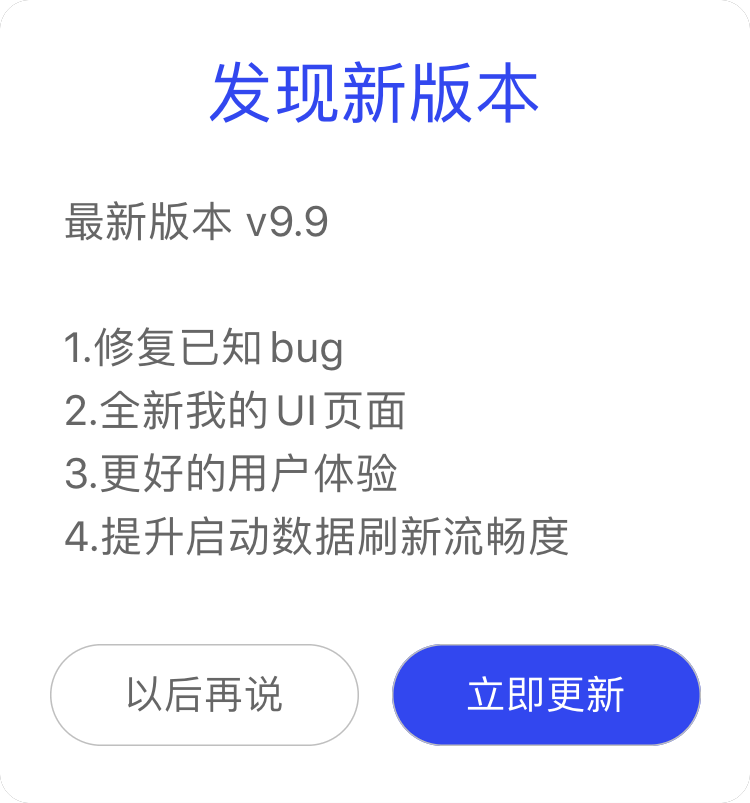 发现新版本
最新版本 v9.9
1.修复已知bug
2.全新我的UI页面
3.更好的用户体验
4.提升启动数据刷新流畅度
以后再说
立即更新